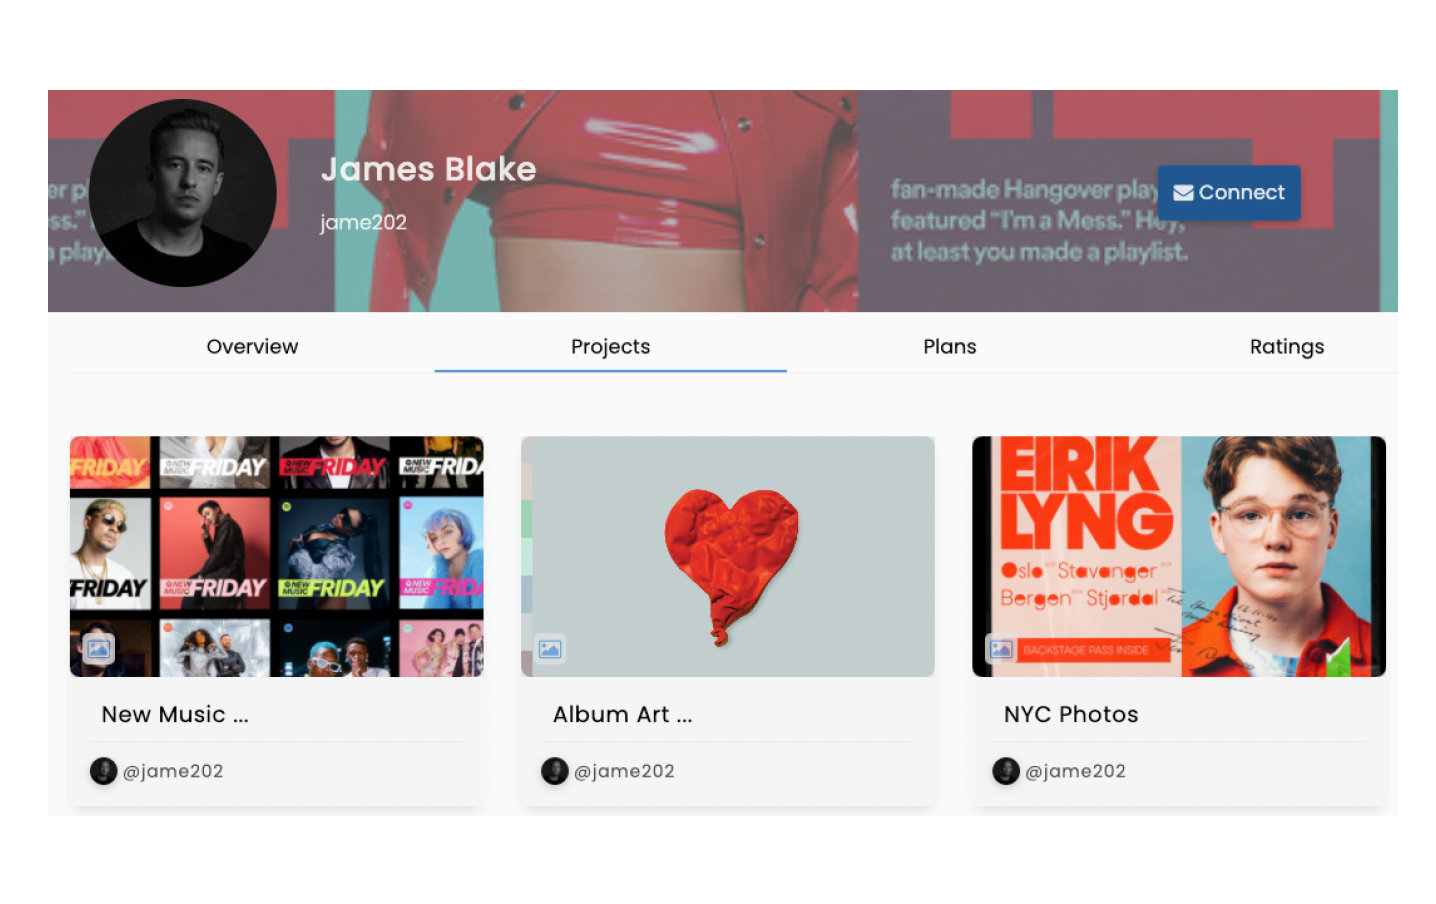 er p
ss."
a play
James Blake
jame202
fan-made Hangover play
featured "I'm a Mess." Hey,
at least you made a playlist.
Connect
Overview
Projects
Plans
Ratings
FRIDAY
NEW MUSIC FRIDAY
NEW MUSIC FRIDAY
NEW MUSIC FRID
FRIDAY
NEW MUSIC FRIDAY
NEW MUSIC FRIDAY
NEW MUSIC FRID
EIRIK
LYNG
Oslo Stavanger
Bergen Stjørdal
BACKSTAGE PASS INSIDE
New Music ...
Album Art ...
NYC Photos
@jame202
@jame202
@jame202